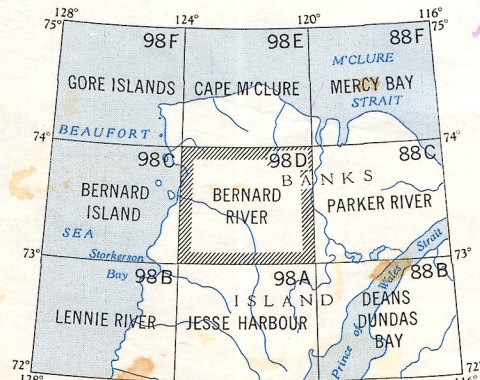 128° 124° 120° 116°
75° 75°
98F 98E 88F
M'CLURE
GORE ISLANDS CAPE M'CLURE MERCY BAY
STRAIT
BEAUFORT
74° 74°
98C 98D 88C
BANKS
BERNARD ISLAND
BERNARD RIVER
PARKER RIVER
SEA
Storkerson Bay
Prince of Wales Strait
73° 73°
98B 98A 88B
ISLAND
LENNIE RIVER JESSE HARBOUR
DEANS DUNDAS BAY
72° 72°
128°